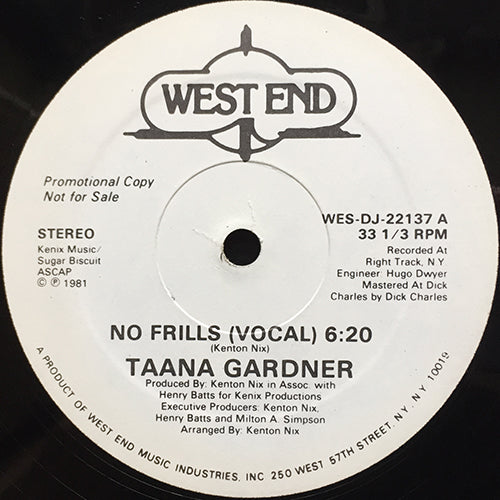 WEST END
Promotional Copy
Not for Sale
STEREO
Kenix Music/
Sugar Biscuit
ASCAP
© ℗ 1981
WES-DJ-22137 A
33 1/3 RPM
Recorded At
Right Track, N.Y.
Engineer: Hugo Dwyer
Mastered At Dick
Charles by Dick Charles
NO FRILLS (VOCAL) 6:20
(Kenton Nix)
TAANA GARDNER
Produced By: Kenton Nix in Assoc. with
Henry Batts for Kenix Productions
Executive Producers: Kenton Nix,
Henry Batts and Milton A. Simpson
Arranged By: Kenton Nix
A PRODUCT OF WEST END MUSIC INDUSTRIES, INC 250 WEST 57TH STREET, N.Y. N.Y. 10019